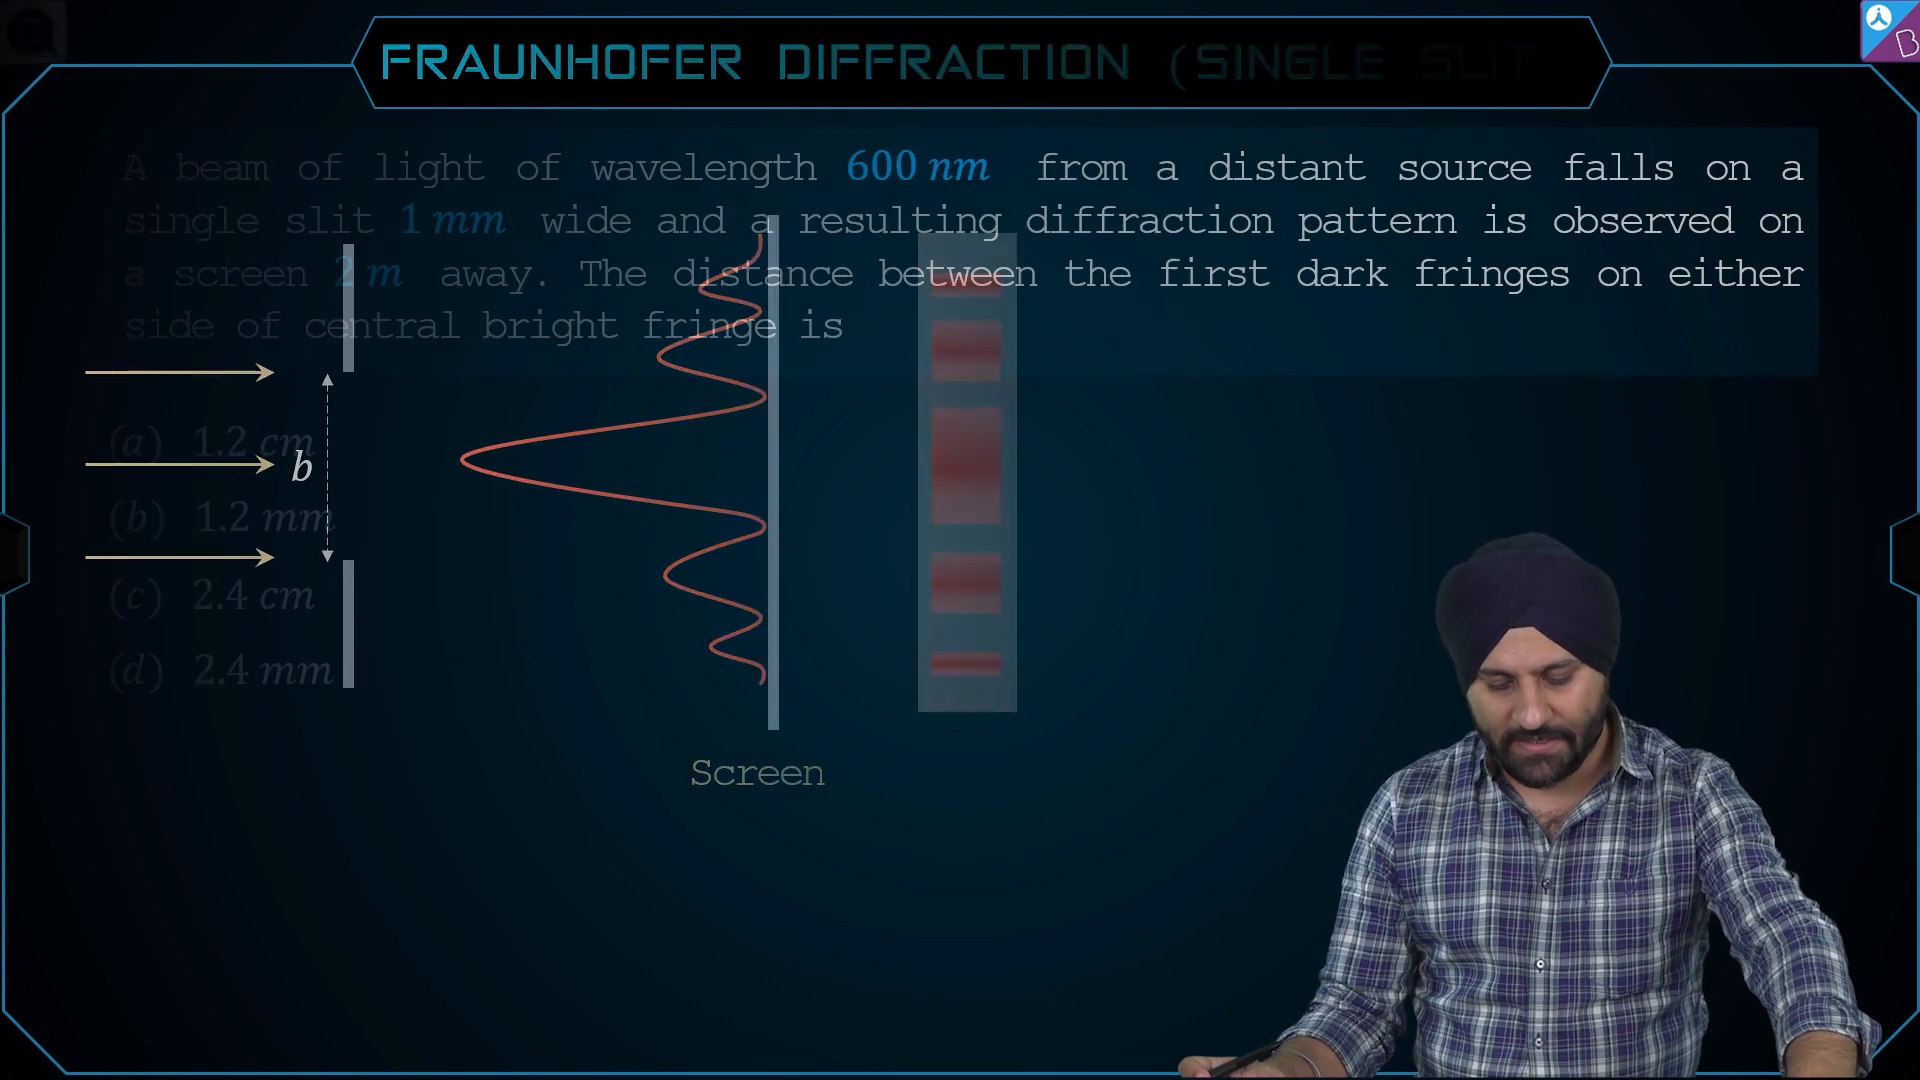 FRAUNHOFER DIFFRACTION (SINGLE SLIT
A beam of light of wavelength 600 nm from a distant source falls on a
single slit 1 mm wide and a resulting diffraction pattern is observed on
a screen 2 m away. The distance between the first dark fringes on either
side of central bright fringe is
(a) 1.2 cm
b
(b) 1.2 mm
(c) 2.4 cm
(d) 2.4 mm
Screen
B